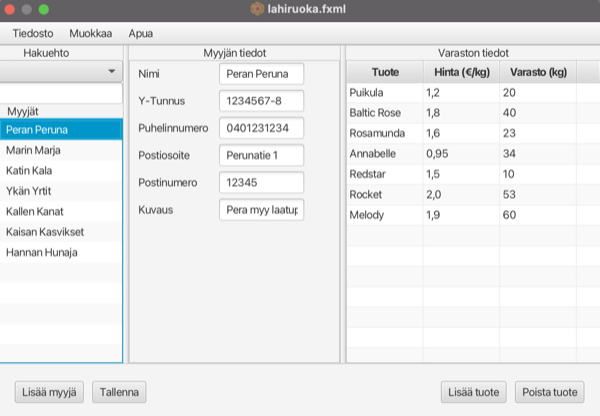 lahiruoka.fxml
Tiedosto Muokkaa Apua
Hakuehto
Myyjät
Peran Peruna
Marin Marja
Katin Kala
Ykän Yrtit
Kallen Kanat
Kaisan Kasvikset
Hannan Hunaja
Myyjän tiedot
Nimi Peran Peruna
Y-Tunnus 1234567-8
Puhelinnumero 0401231234
Postiosoite Perunatie 1
Postinumero 12345
Kuvaus Pera myy laatup
Varaston tiedot
Tuote Hinta (€/kg) Varasto (kg)
Puikula 1,2 20
Baltic Rose 1,8 40
Rosamunda 1,6 23
Annabelle 0,95 34
Redstar 1,5 10
Rocket 2,0 53
Melody 1,9 60
Lisää myyjä Tallenna Lisää tuote Poista tuote